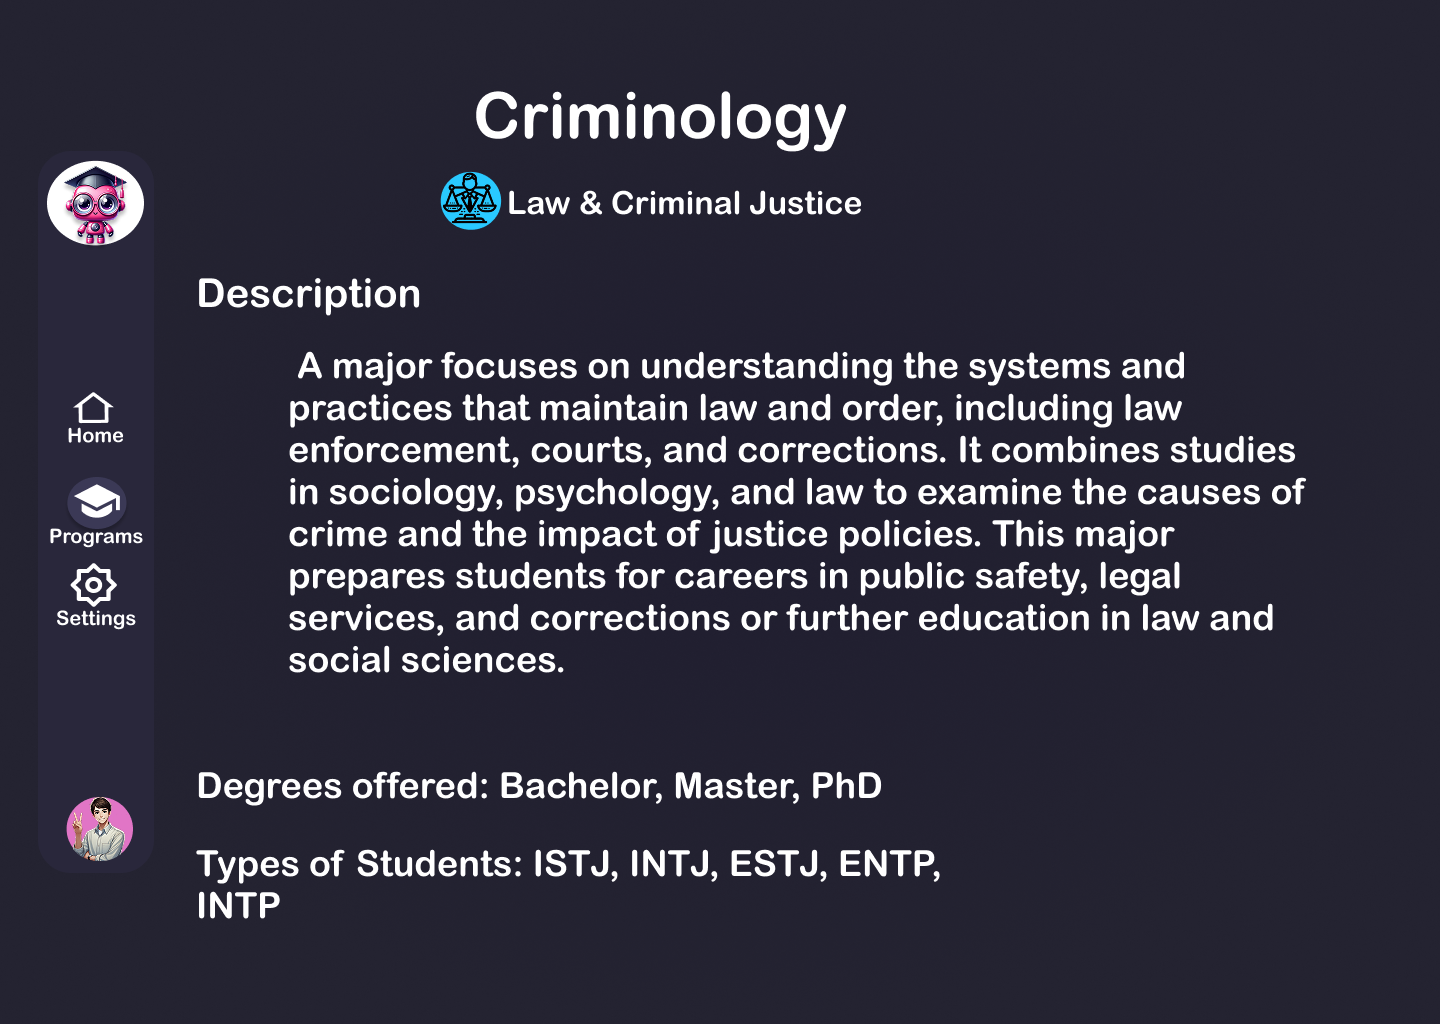 Criminology
Law & Criminal Justice
Description
A major focuses on understanding the systems and
practices that maintain law and order, including law
enforcement, courts, and corrections. It combines studies
in sociology, psychology, and law to examine the causes of
crime and the impact of justice policies. This major
prepares students for careers in public safety, legal
services, and corrections or further education in law and
social sciences.
Degrees offered: Bachelor, Master, PhD
Types of Students: ISTJ, INTJ, ESTJ, ENTP,
INTP
Home
Programs
Settings